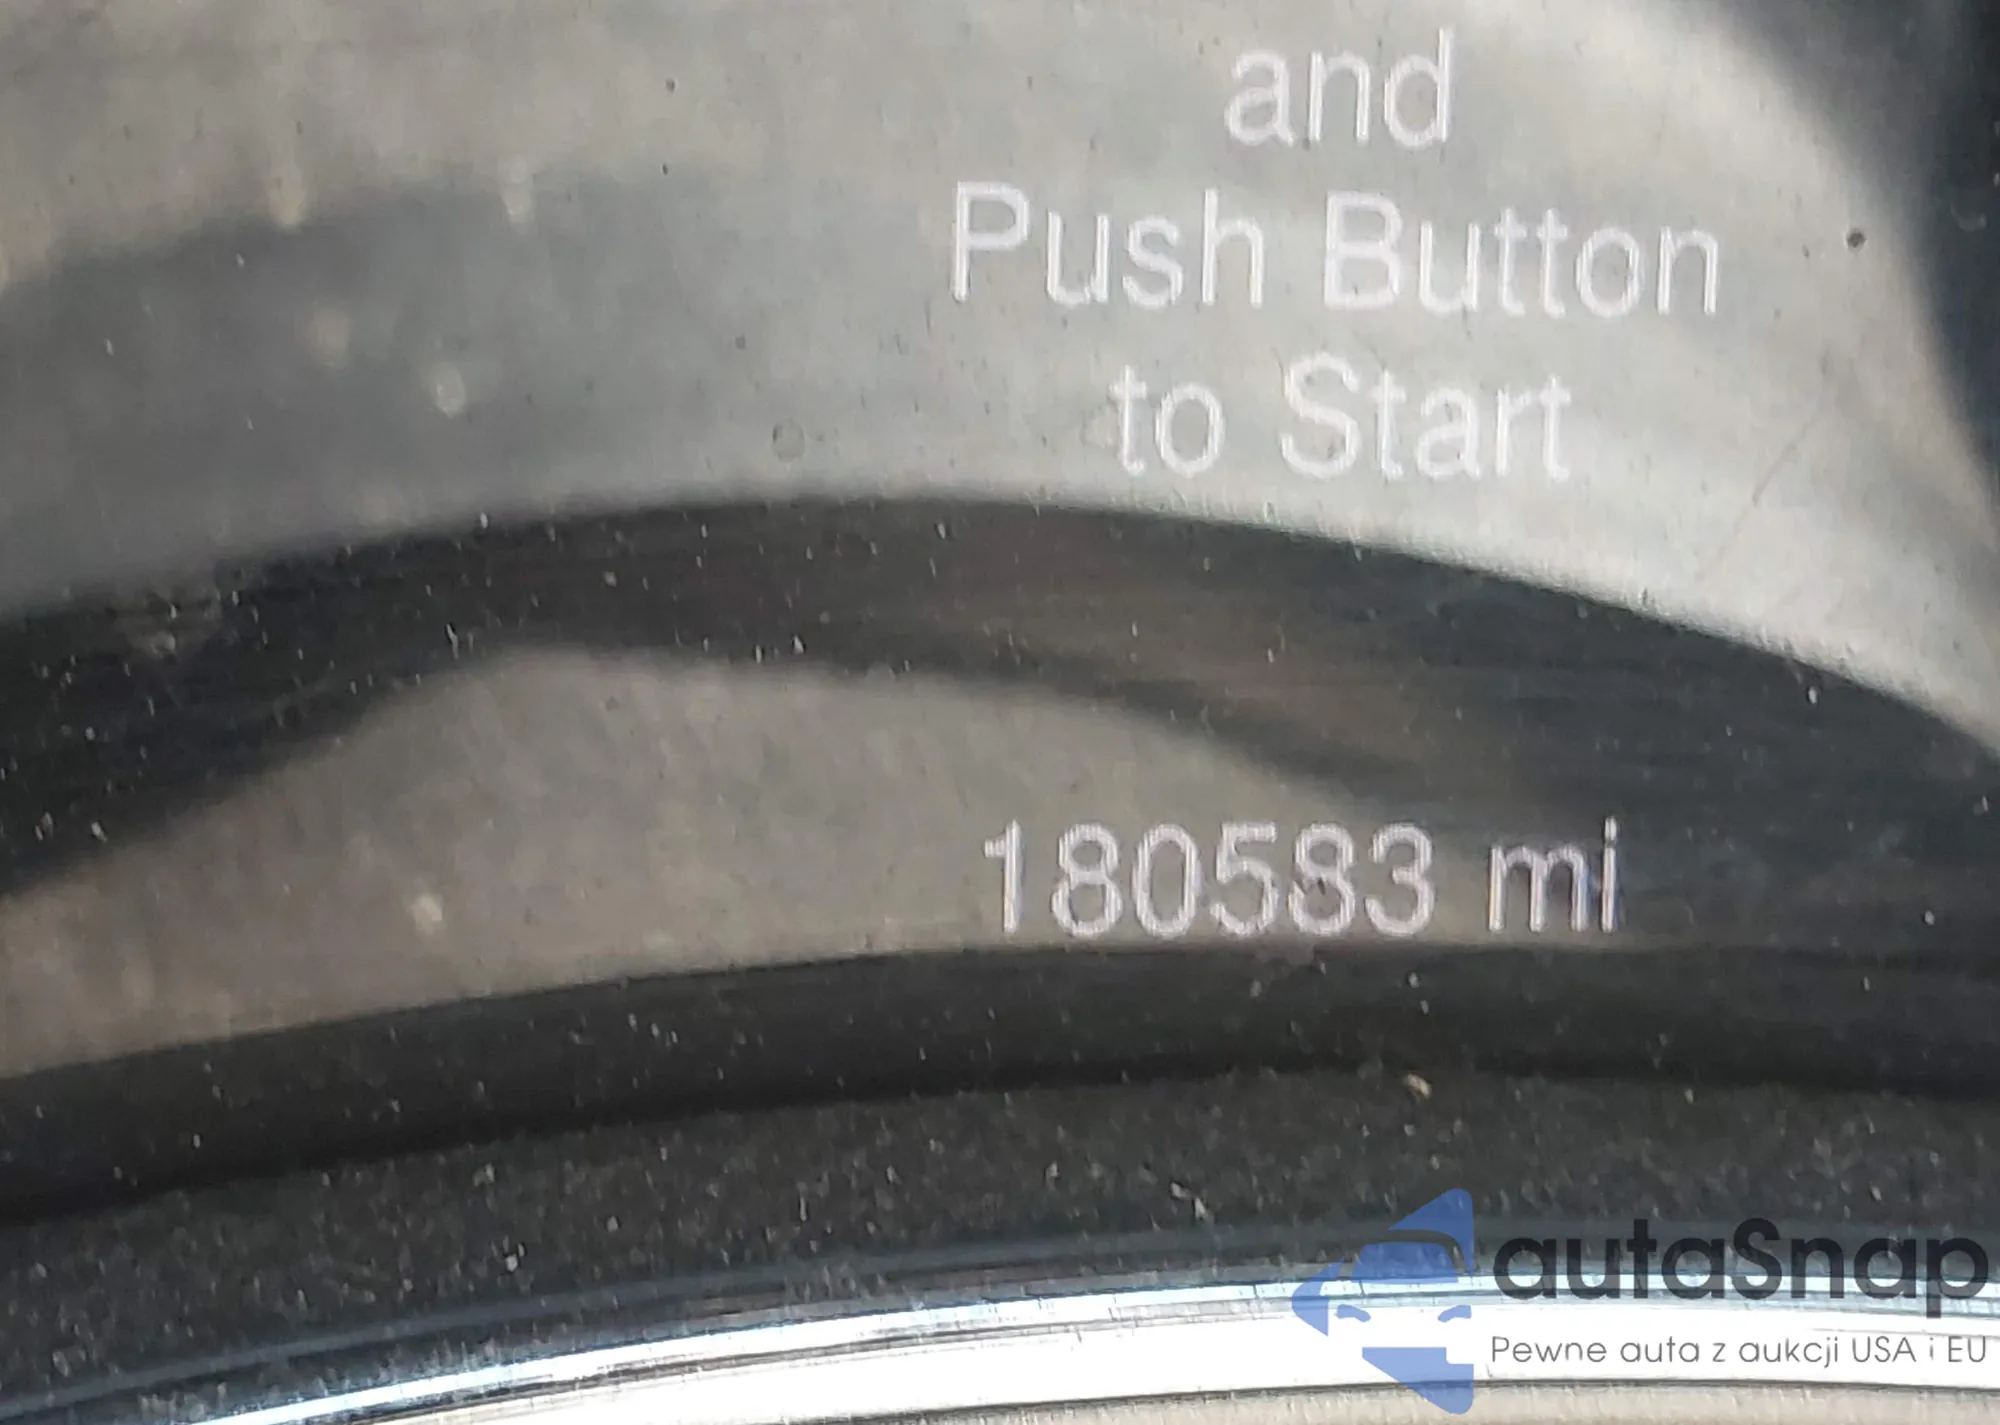 and
Push Button
to Start
180583 mi
autaSnap
Pewne auta z aukcji USA i EU